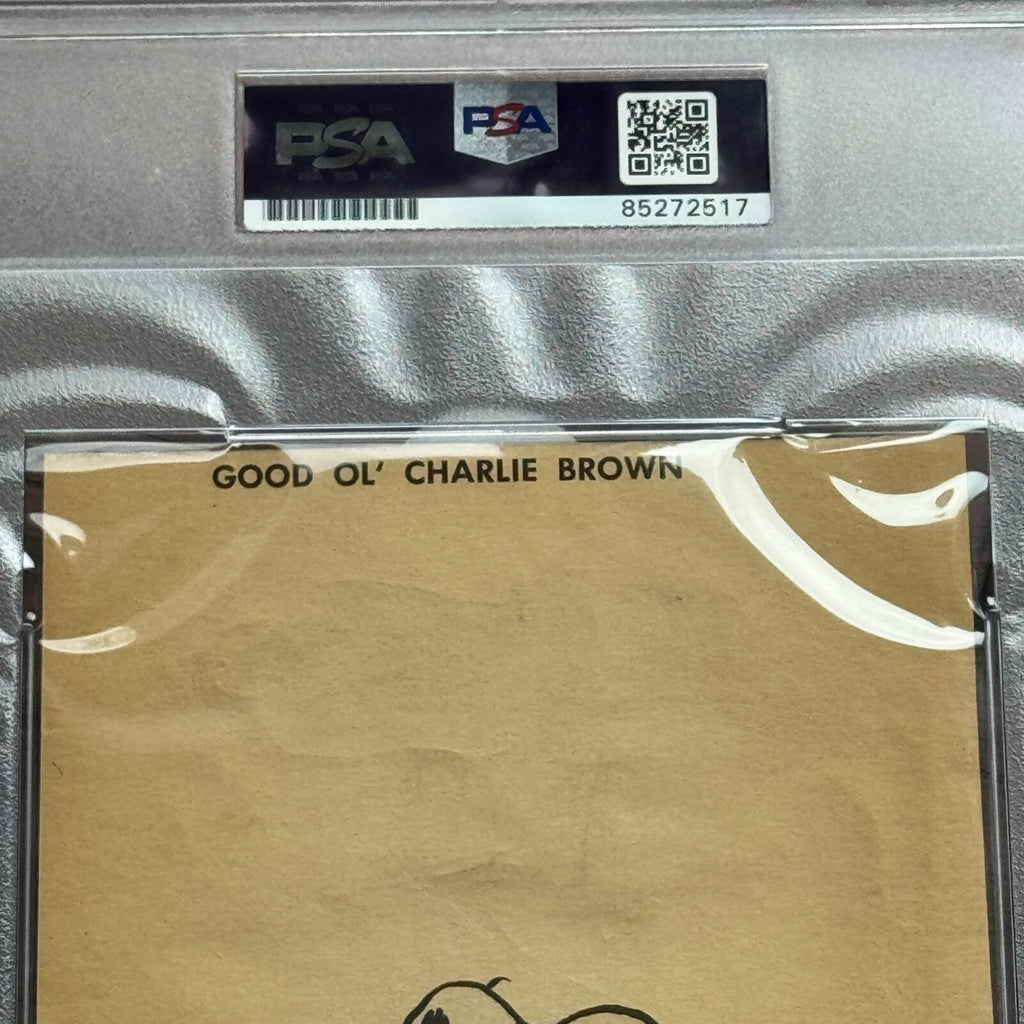 PSA
PSA
85272517
GOOD OL' CHARLIE BROWN